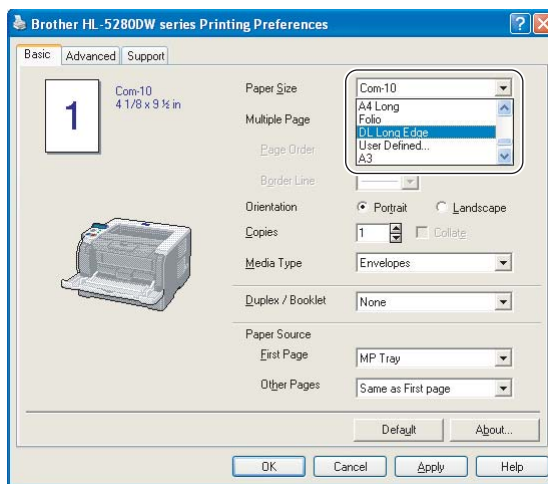 Brother HL-5280DW series Printing Preferences
Basic Advanced Support
1
Com-10
4 1/8 x 9 ½ in
Paper Size Com-10
A4 Long
Folio
DL Long Edge
User Defined...
A3
Multiple Page
Page Order
Border Line
Orientation Portrait Landscape
Copies 1 Collate
Media Type Envelopes
Duplex / Booklet None
Paper Source
First Page MP Tray
Other Pages Same as First page
Default About...
OK Cancel Apply Help